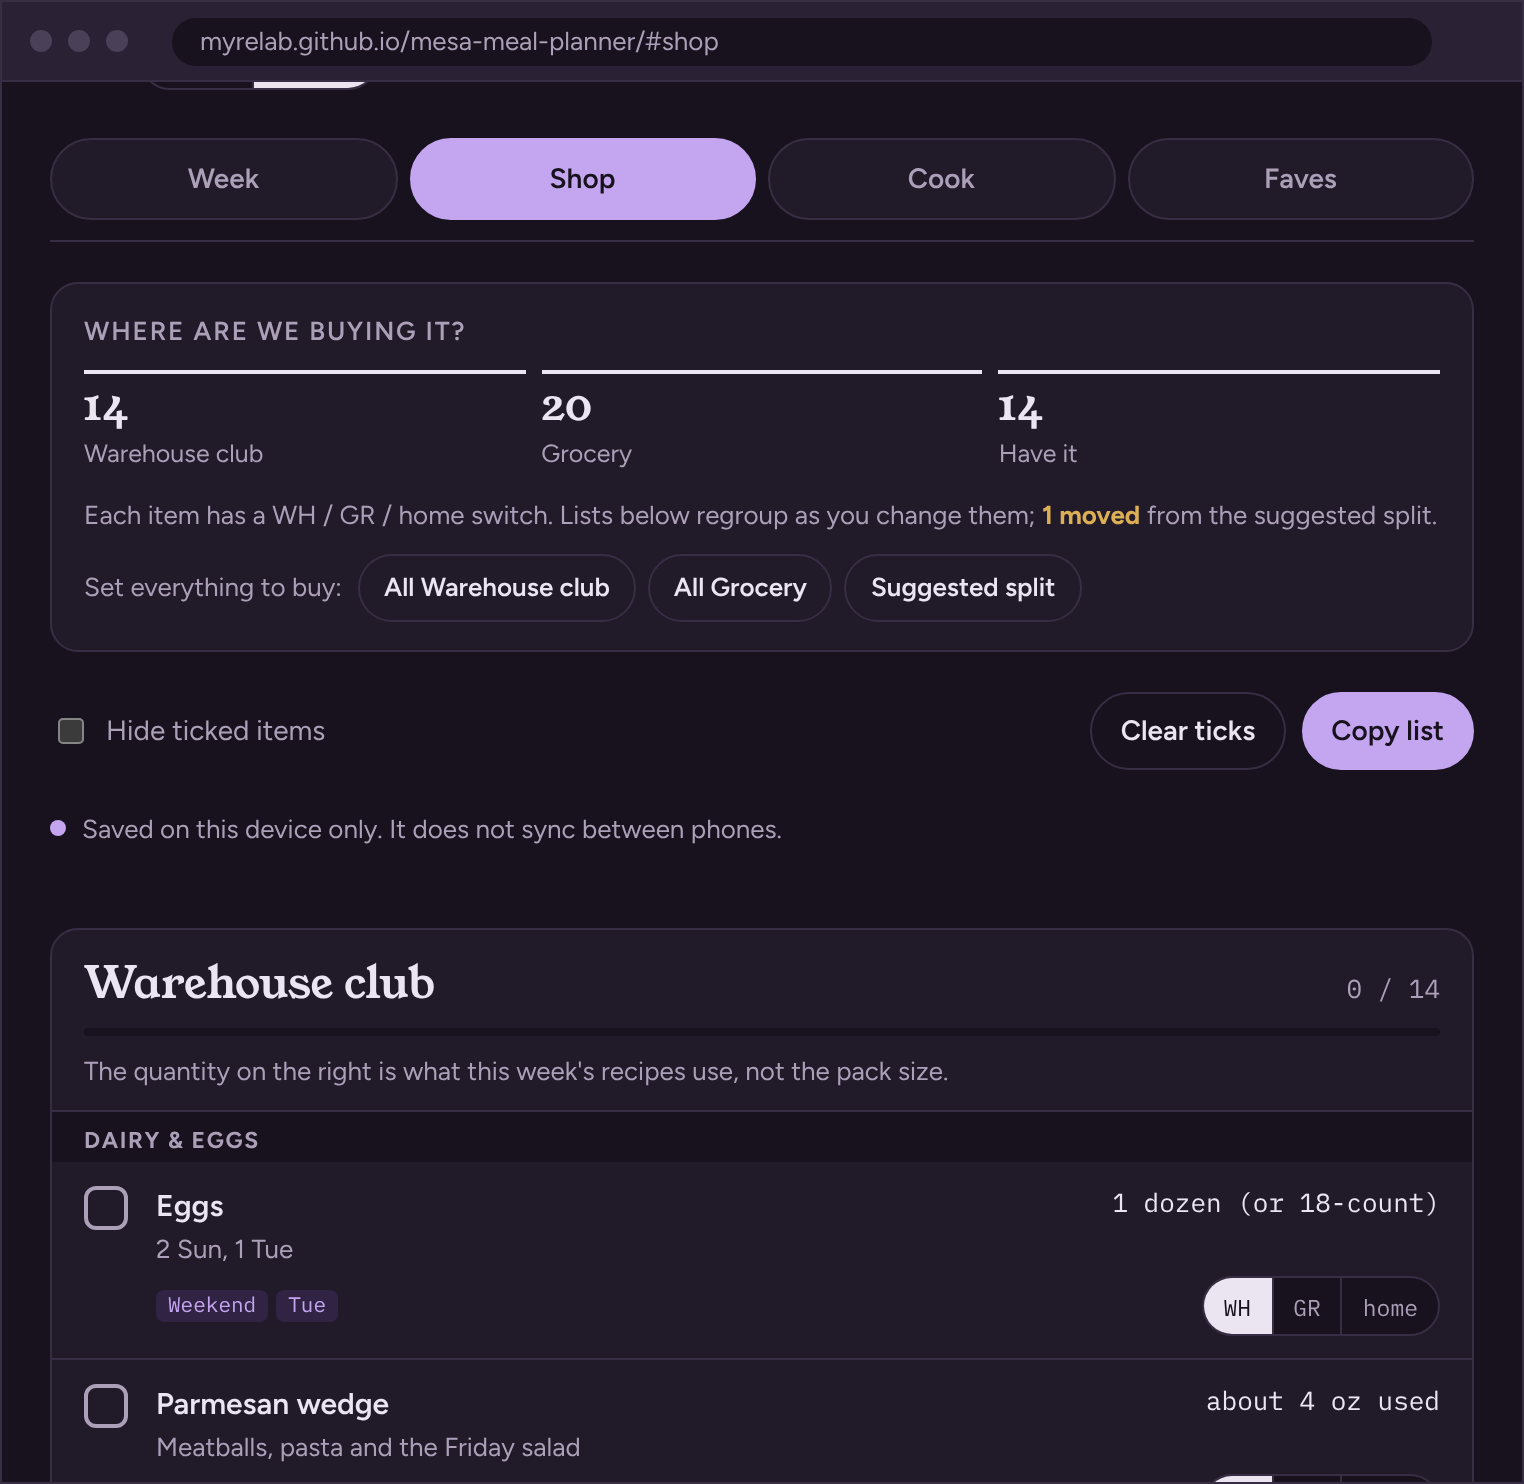 myrelab.github.io/mesa-meal-planner/#shop
Week
Shop
Cook
Faves
WHERE ARE WE BUYING IT?
14
Warehouse club
20
Grocery
14
Have it
Each item has a WH / GR / home switch. Lists below regroup as you change them; 1 moved from the suggested split.
Set everything to buy:
All Warehouse club
All Grocery
Suggested split
Hide ticked items
Clear ticks
Copy list
Saved on this device only. It does not sync between phones.
Warehouse club
0 / 14
The quantity on the right is what this week's recipes use, not the pack size.
DAIRY & EGGS
Eggs
1 dozen (or 18-count)
2 Sun, 1 Tue
Weekend
Tue
WH
GR
home
Parmesan wedge
about 4 oz used
Meatballs, pasta and the Friday salad